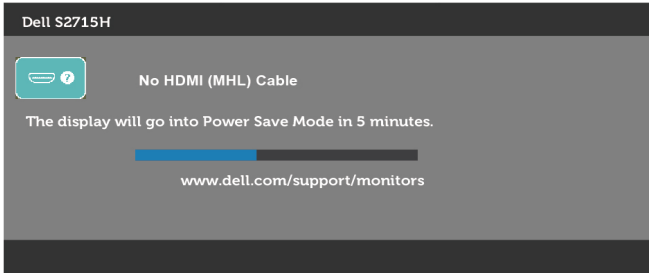 Dell S2715H
?
No HDMI (MHL) Cable
The display will go into Power Save Mode in 5 minutes.
www.dell.com/support/monitors